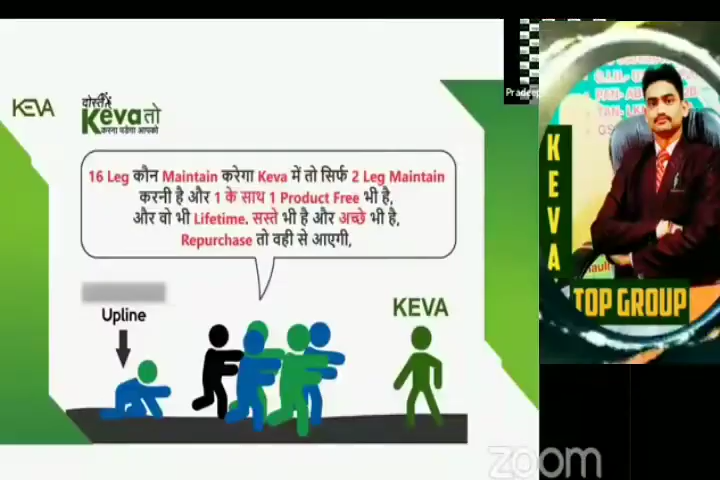 KEVA
दोस्तों
Keva तो
करना पडेगा आपको
16 Leg कौन Maintain करेगा Keva में तो सिर्फ 2 Leg Maintain
करनी है और 1 के साथ 1 Product Free भी है,
और वो भी Lifetime. सस्ते भी है और अच्छे भी है,
Repurchase तो वही से आएगी,
Upline
KEVA
Pradeep
KEVA
TOP GROUP
zoom